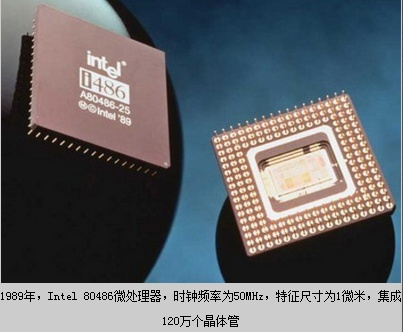 intel
i486
A80486-25
ⓂⒸIntel '89
1989年，Intel 80486微处理器，时钟频率为50MHz，特征尺寸为1微米，集成
120万个晶体管